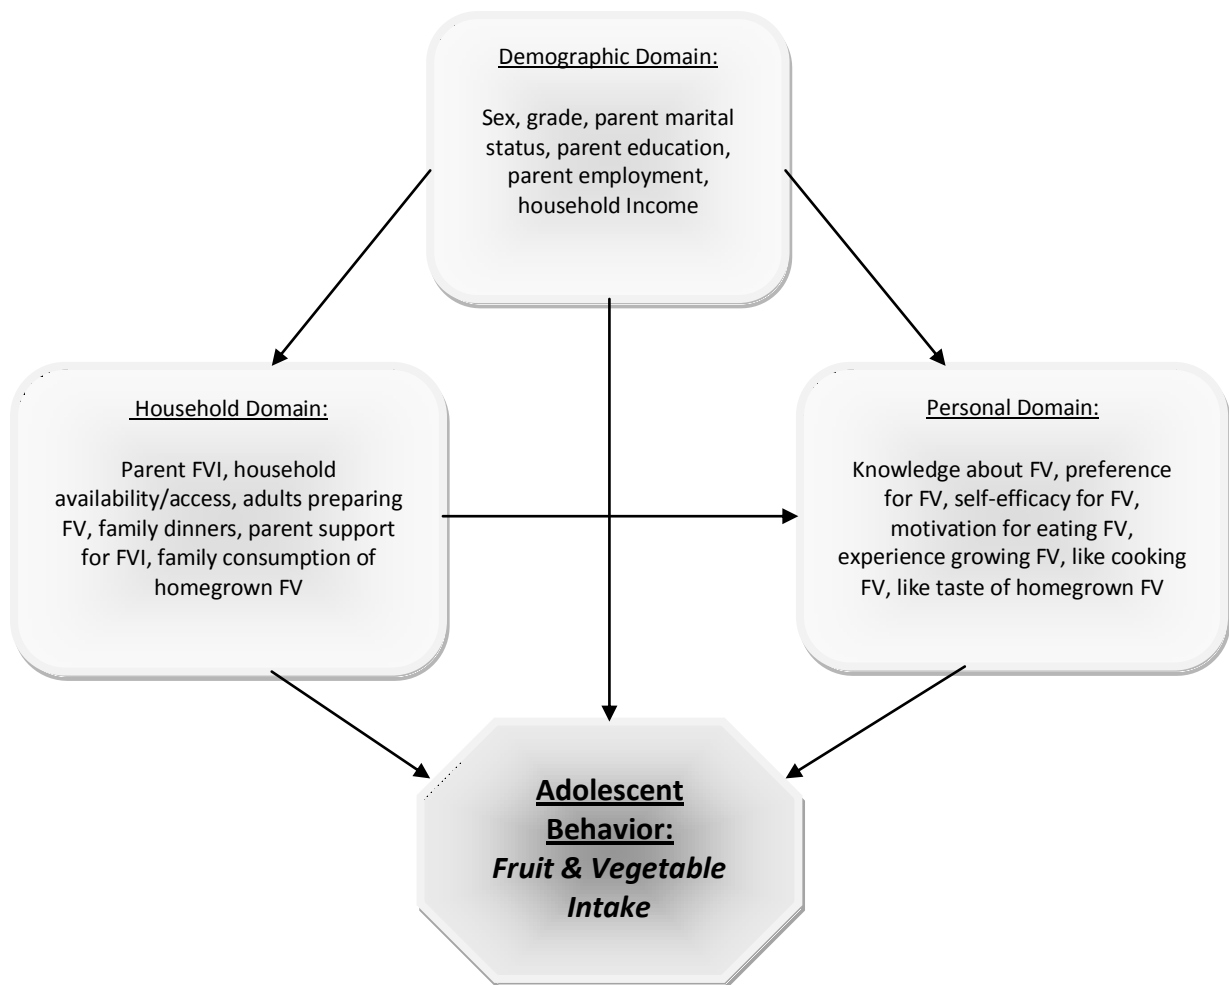 Demographic Domain:
Sex, grade, parent marital
status, parent education,
parent employment,
household Income
Household Domain:
Parent FVI, household
availability/access, adults preparing
FV, family dinners, parent support
for FVI, family consumption of
homegrown FV
Personal Domain:
Knowledge about FV, preference
for FV, self-efficacy for FV,
motivation for eating FV,
experience growing FV, like cooking
FV, like taste of homegrown FV
Adolescent
Behavior:
Fruit & Vegetable
Intake